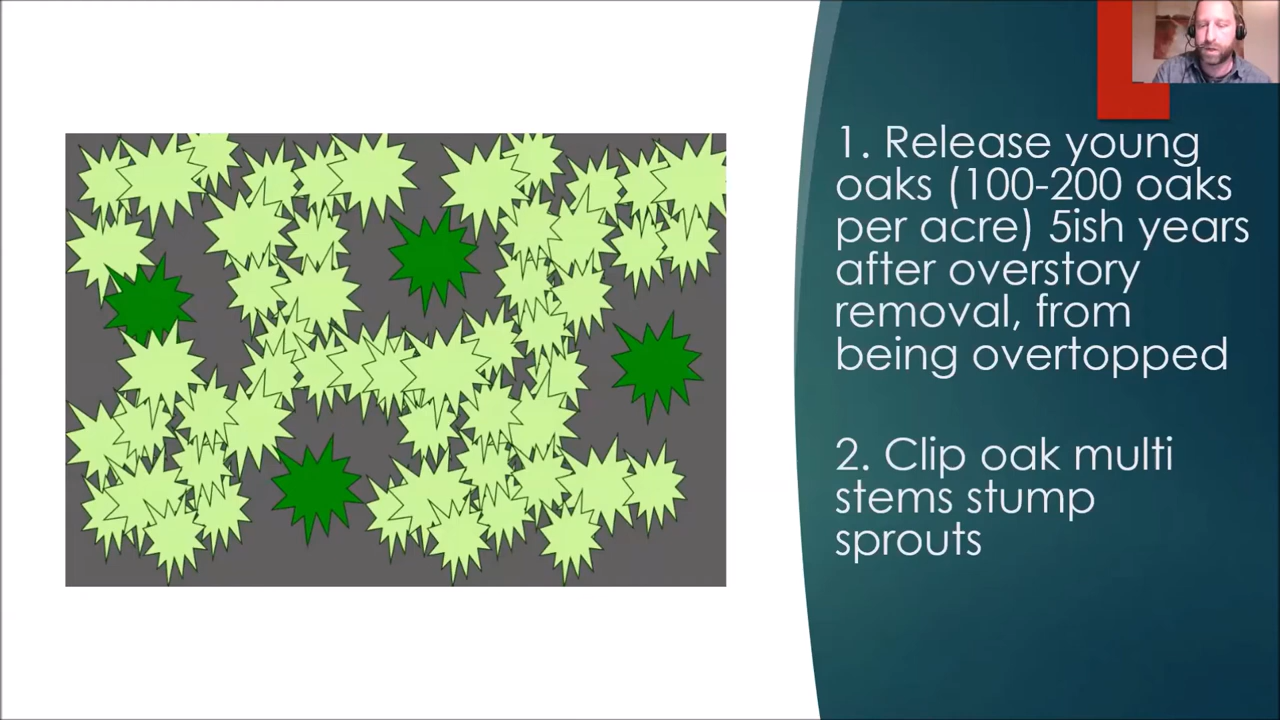 1. Release young
oaks (100-200 oaks
per acre) 5ish years
after overstory
removal, from
being overtopped
2. Clip oak multi
stems stump
sprouts